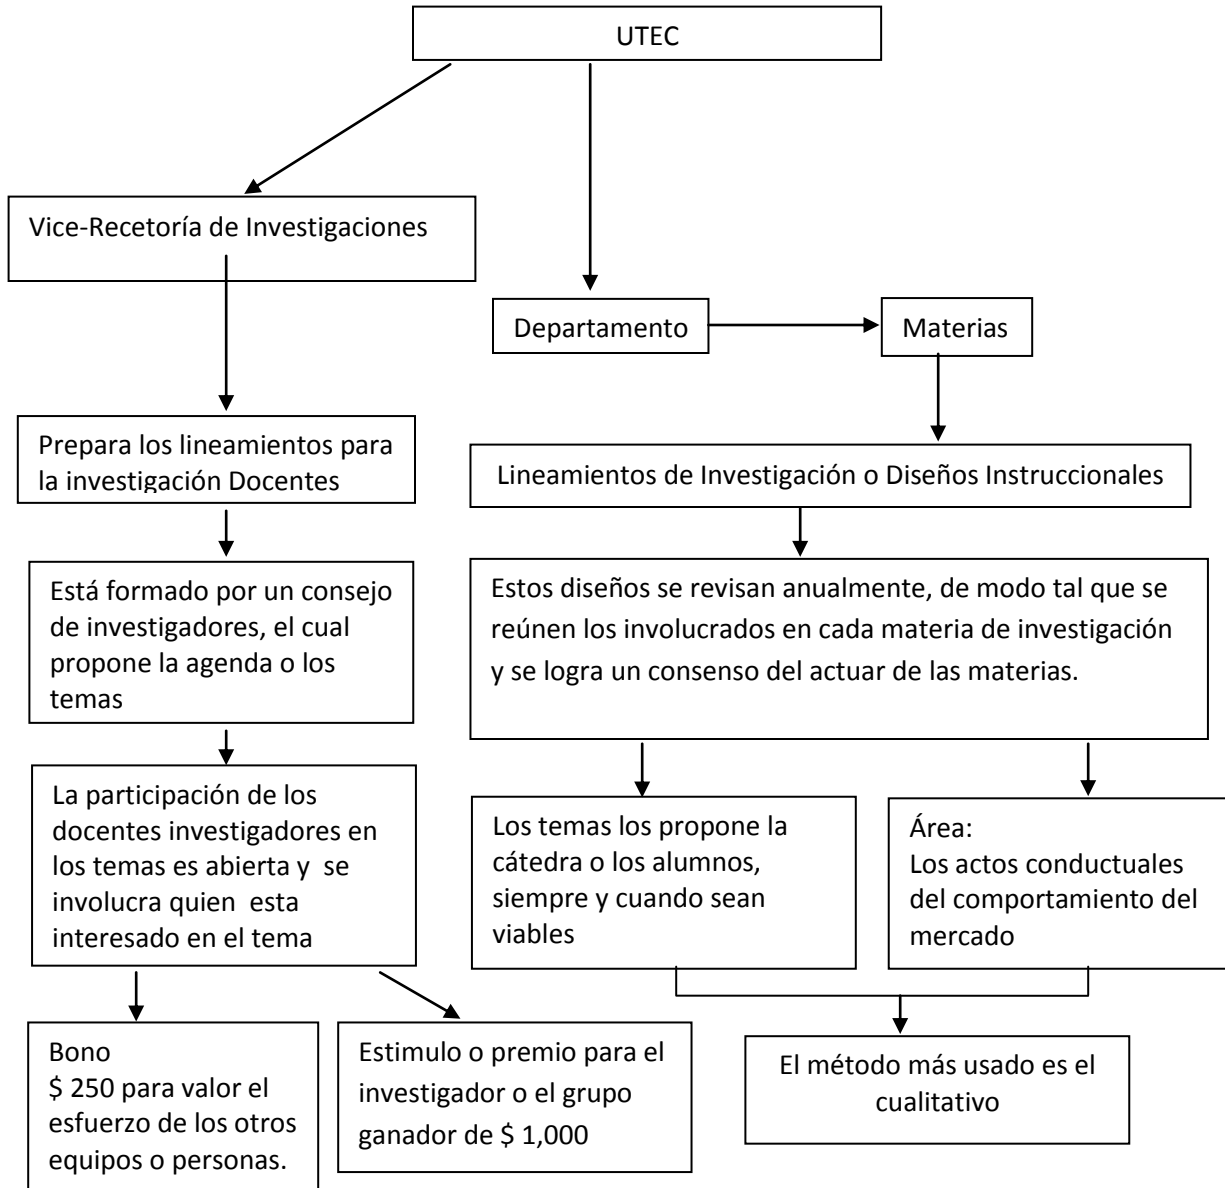 UTEC
Vice-Recetoría de Investigaciones
Departamento
Materias
Prepara los lineamientos para
la investigación Docentes
Lineamientos de Investigación o Diseños Instruccionales
Está formado por un consejo
de investigadores, el cual
propone la agenda o los
temas
Estos diseños se revisan anualmente, de modo tal que se
reúnen los involucrados en cada materia de investigación
y se logra un consenso del actuar de las materias.
La participación de los
docentes investigadores en
los temas es abierta y  se
involucra quien  esta
interesado en el tema
Los temas los propone la
cátedra o los alumnos,
siempre y cuando sean
viables
Área:
Los actos conductuales
del comportamiento del
mercado
Bono
$ 250 para valor el
esfuerzo de los otros
equipos o personas.
Estimulo o premio para el
investigador o el grupo
ganador de $ 1,000
El método más usado es el
cualitativo